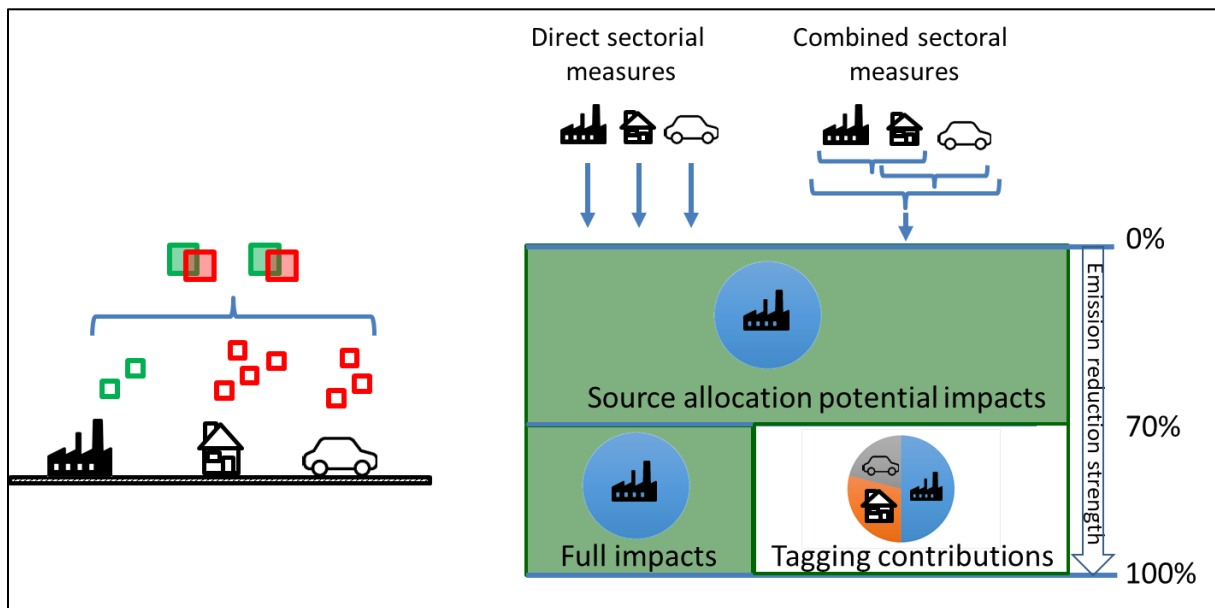 Direct sectorial
measures
Combined sectoral
measures
0%
Source allocation potential impacts
70%
Emission reduction strength
Full impacts
Tagging contributions
100%